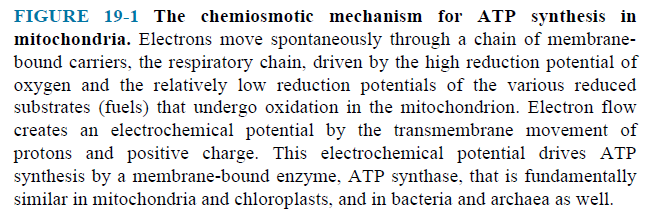 FIGURE 19-1 The chemiosmotic mechanism for ATP synthesis in
mitochondria. Electrons move spontaneously through a chain of membrane-
bound carriers, the respiratory chain, driven by the high reduction potential of
oxygen and the relatively low reduction potentials of the various reduced
substrates (fuels) that undergo oxidation in the mitochondrion. Electron flow
creates an electrochemical potential by the transmembrane movement of
protons and positive charge. This electrochemical potential drives ATP
synthesis by a membrane-bound enzyme, ATP synthase, that is fundamentally
similar in mitochondria and chloroplasts, and in bacteria and archaea as well.